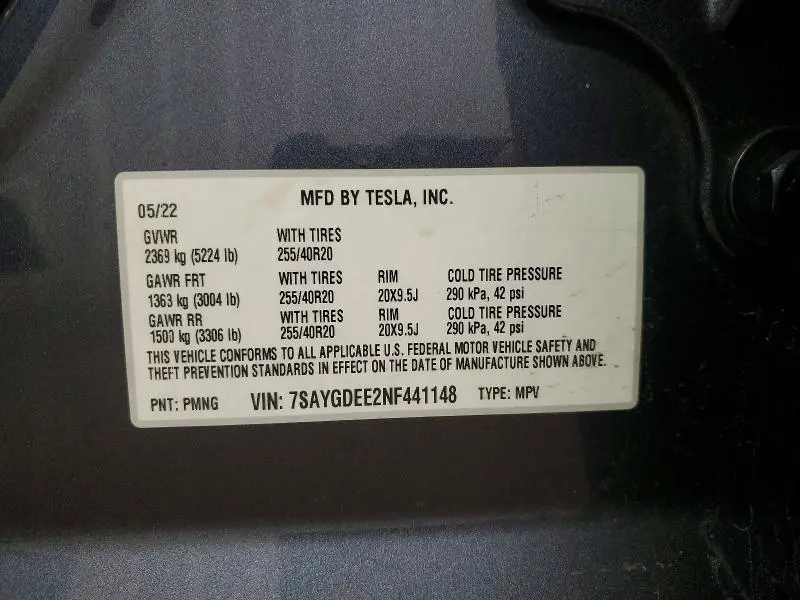 MFD BY TESLA, INC.
05/22
GVWR WITH TIRES
2369 kg (5224 lb) 255/40R20
GAWR FRT WITH TIRES RIM COLD TIRE PRESSURE
1363 kg (3004 lb) 255/40R20 20X9.5J 290 kPa, 42 psi
GAWR RR WITH TIRES RIM COLD TIRE PRESSURE
1500 kg (3306 lb) 255/40R20 20X9.5J 290 kPa, 42 psi
THIS VEHICLE CONFORMS TO ALL APPLICABLE U.S. FEDERAL MOTOR VEHICLE SAFETY AND
THEFT PREVENTION STANDARDS IN EFFECT ON THE DATE OF MANUFACTURE SHOWN ABOVE.
PNT: PMNG VIN: 7SAYGDEE2NF441148 TYPE: MPV